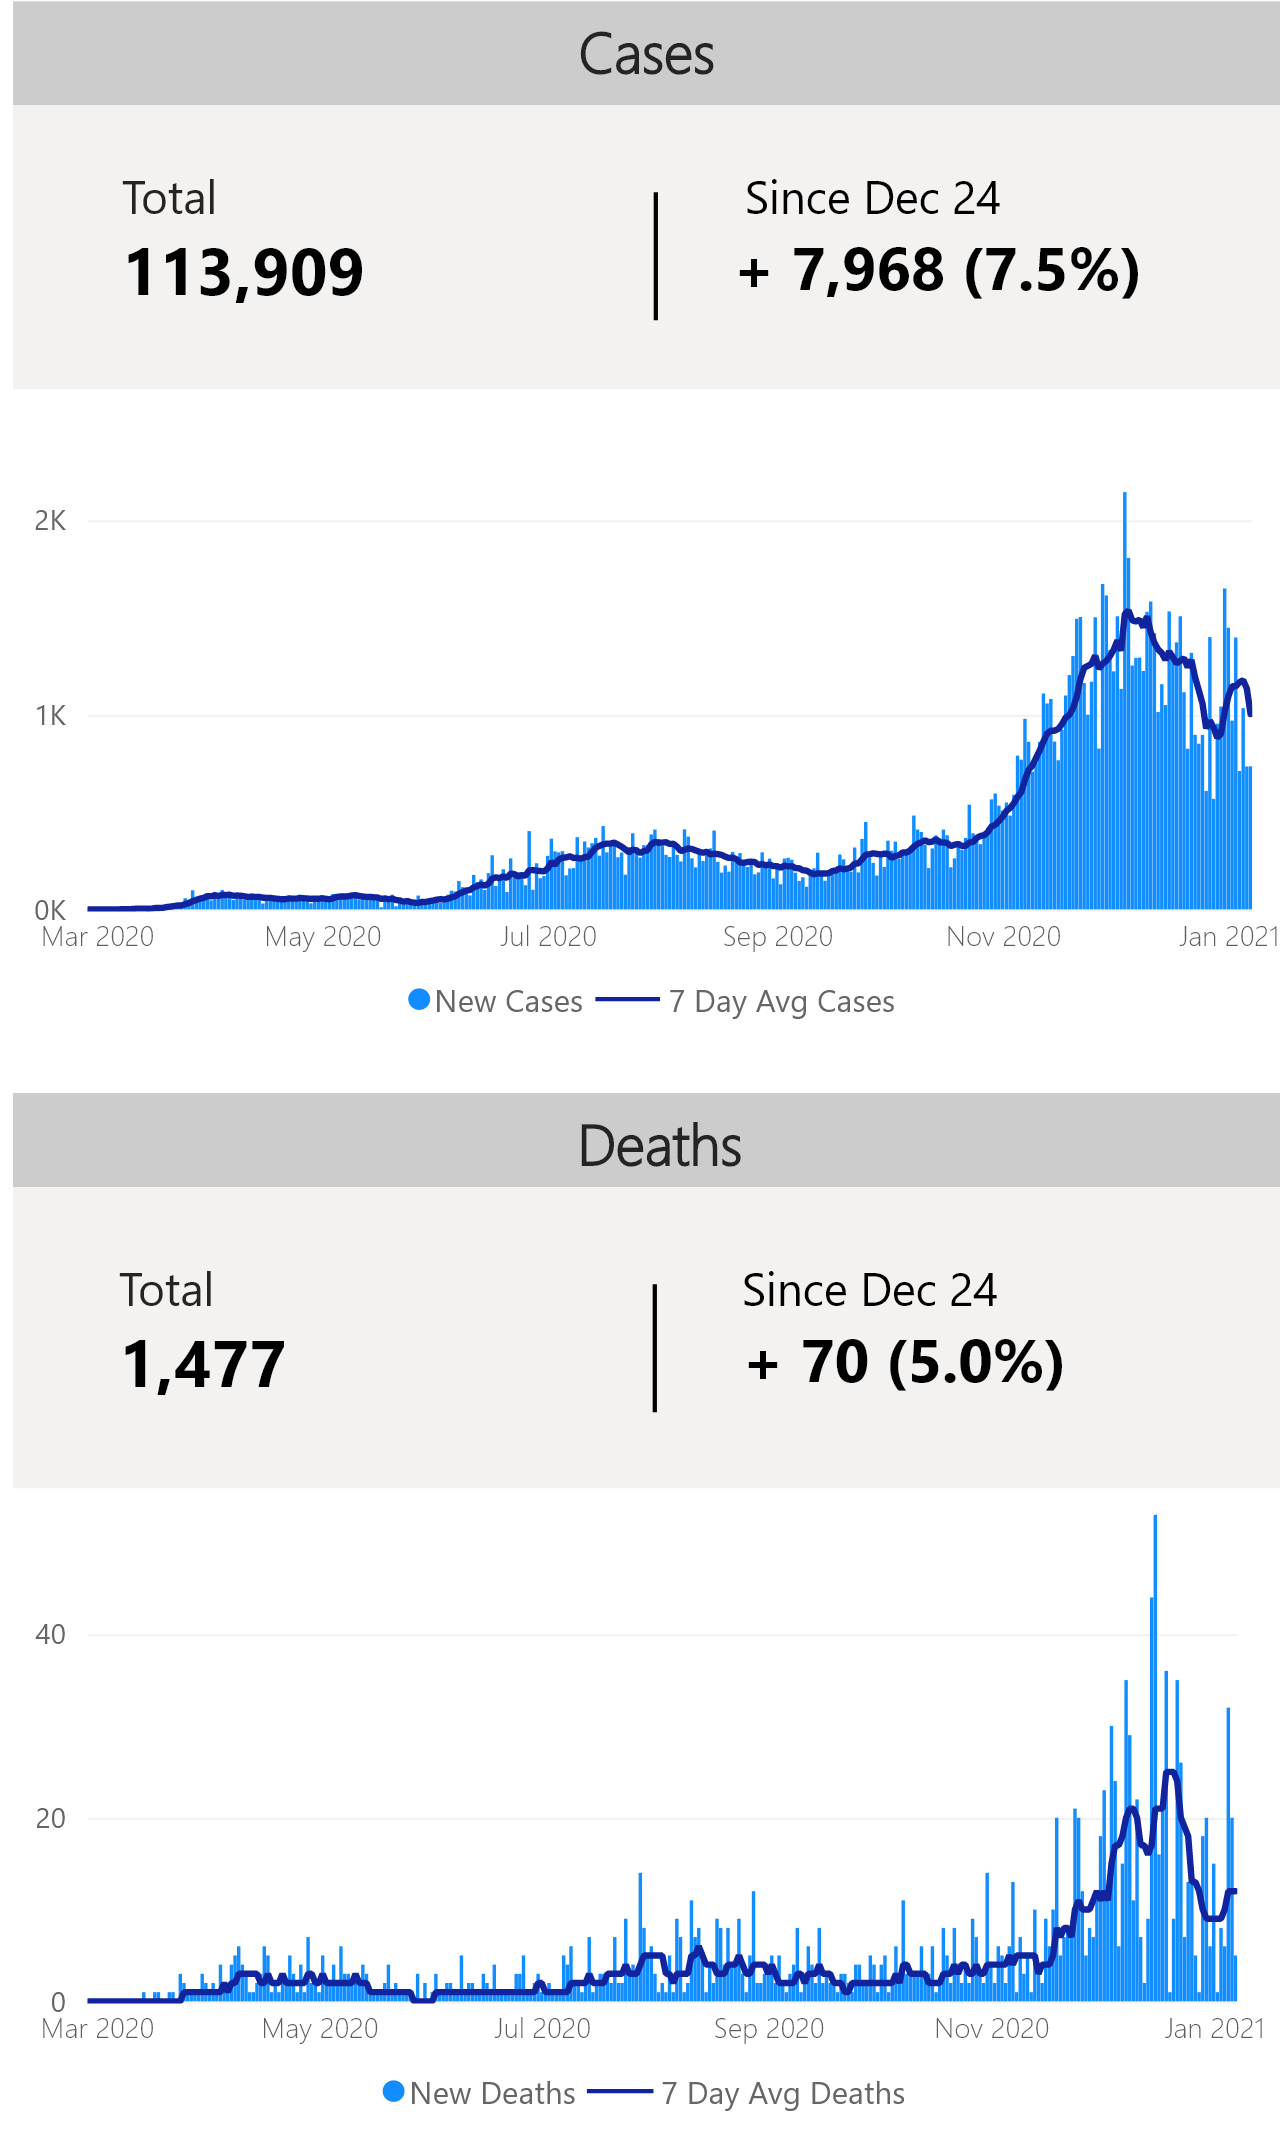 Cases
Total
Since Dec 24
113,909
+ 7,968 (7.5%)
2K
1K
0K
Mar 2020 May 2020 Jul 2020 Sep 2020 Nov 2020 Jan 2021
New Cases 7 Day Avg Cases
Deaths
Total
Since Dec 24
1,477
+ 70 (5.0%)
40
20
0
Mar 2020 May 2020 Jul 2020 Sep 2020 Nov 2020 Jan 2021
New Deaths 7 Day Avg Deaths